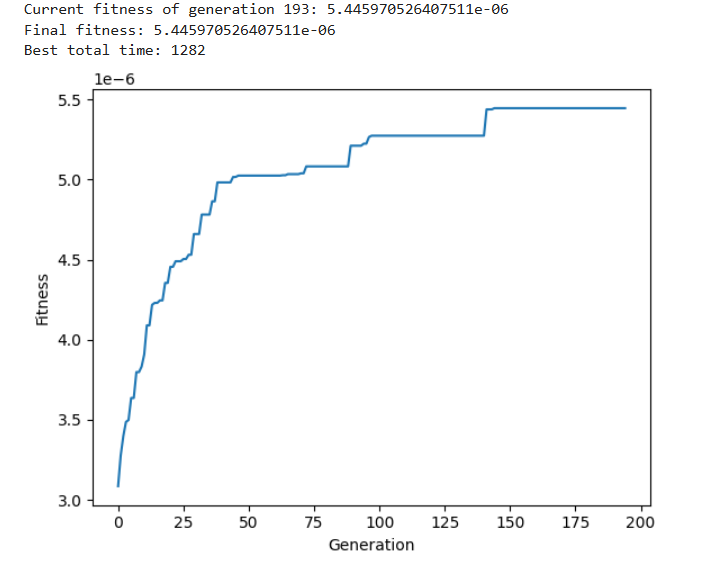 Current fitness of generation 193: 5.445970526407511e-06
Final fitness: 5.445970526407511e-06
Best total time: 1282
1e−6
5.5
5.0
4.5
4.0
3.5
3.0
Fitness
0 25 50 75 100 125 150 175 200
Generation